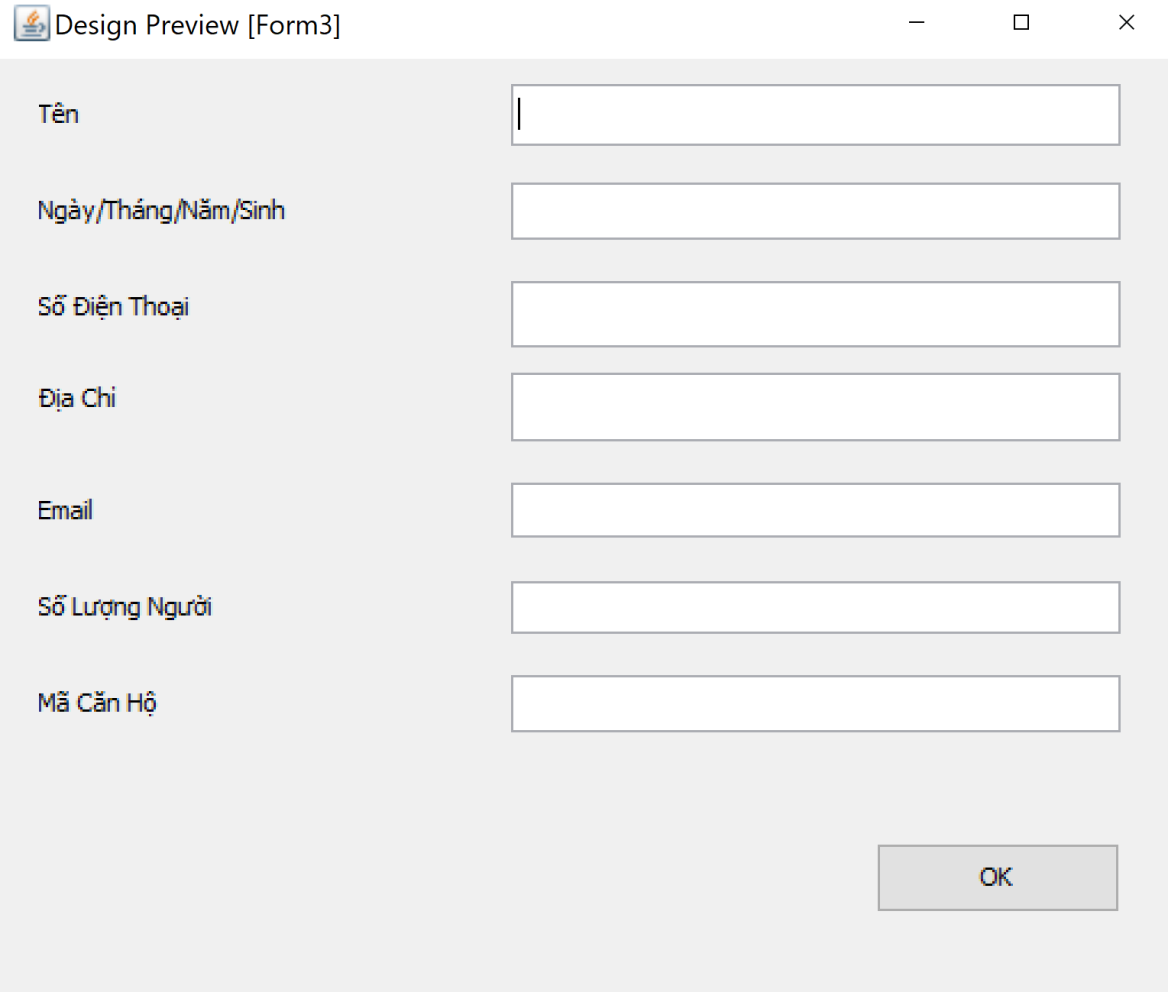 Design Preview [Form3]
Tên
Ngày/Tháng/Năm/Sinh
Số Điện Thoại
Địa Chỉ
Email
Số Lượng Người
Mã Căn Hộ
OK